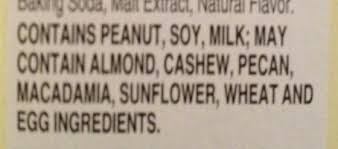 Baking Soda, Malt Extract, Natural Flavor.
CONTAINS PEANUT, SOY, MILK; MAY
CONTAIN ALMOND, CASHEW, PECAN,
MACADAMIA, SUNFLOWER, WHEAT AND
EGG INGREDIENTS.